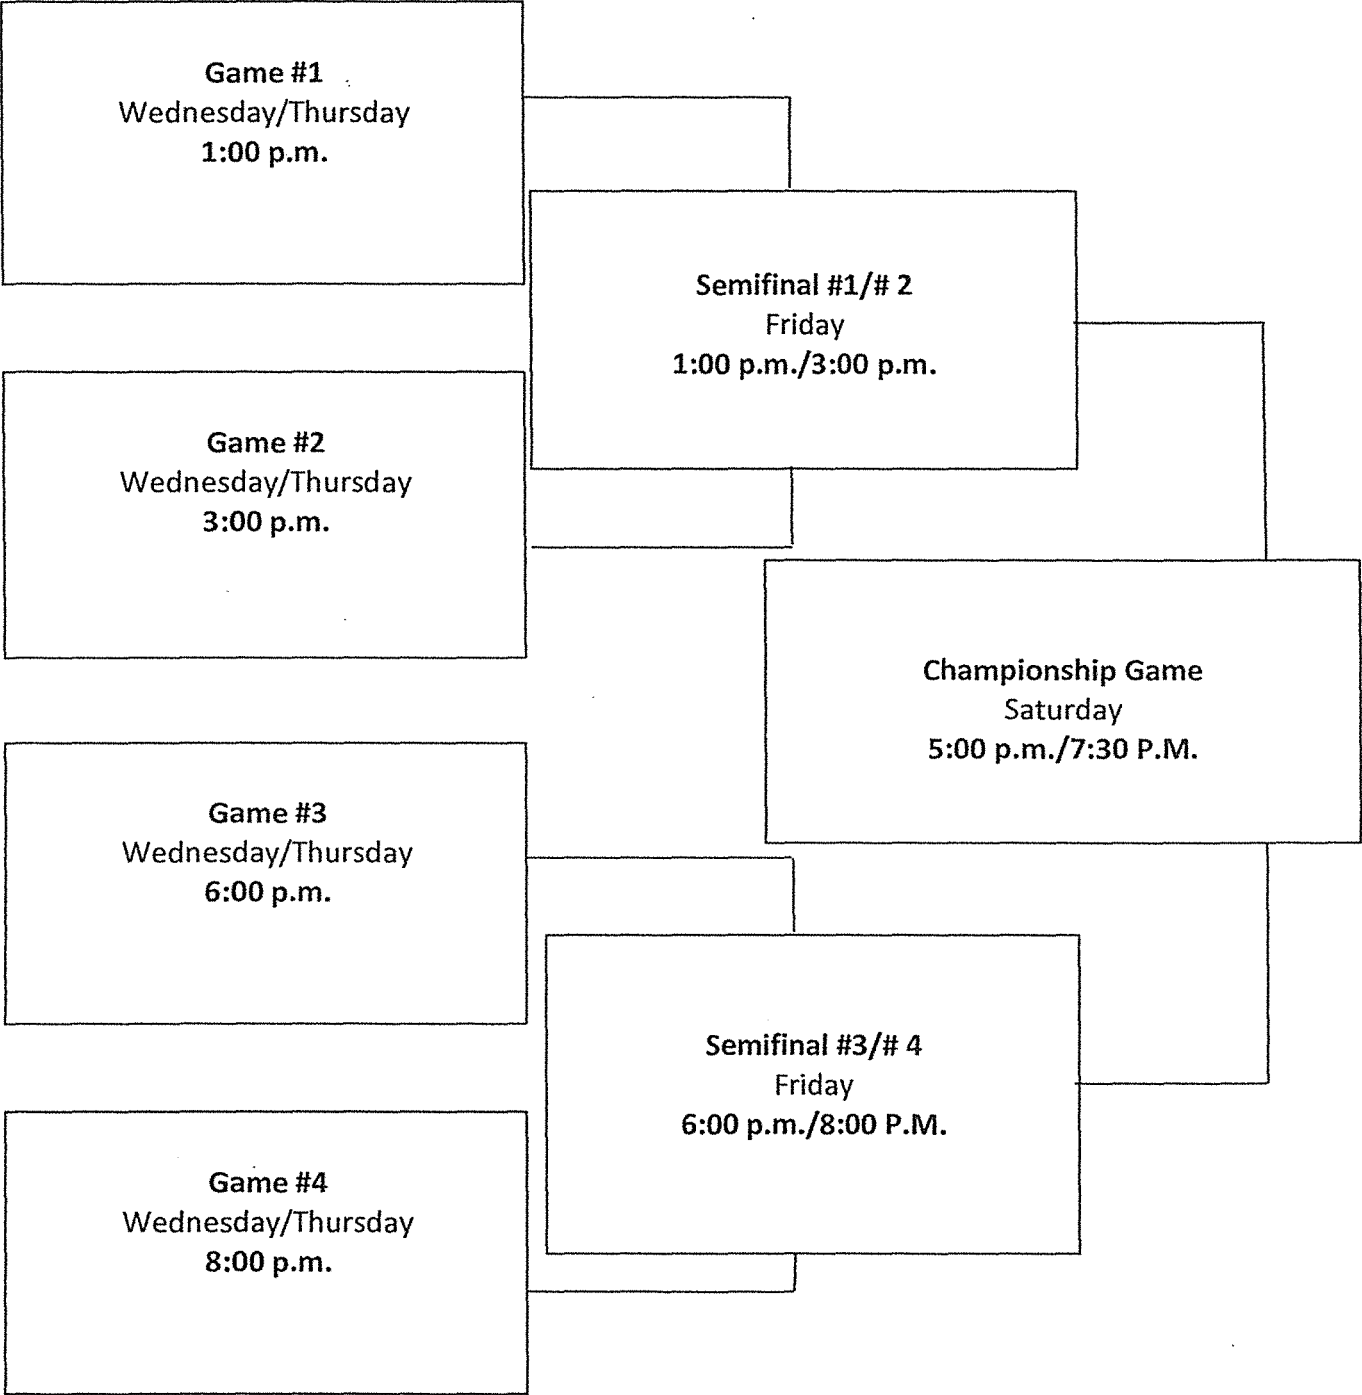 Game #1
Wednesday/Thursday
1:00 p.m.
Semifinal #1/# 2
Friday
1:00 p.m./3:00 p.m.
Game #2
Wednesday/Thursday
3:00 p.m.
Championship Game
Saturday
5:00 p.m./7:30 P.M.
Game #3
Wednesday/Thursday
6:00 p.m.
Semifinal #3/# 4
Friday
6:00 p.m./8:00 P.M.
Game #4
Wednesday/Thursday
8:00 p.m.